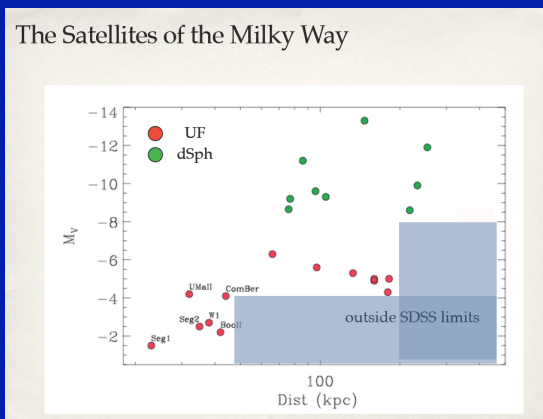 The Satellites of the Milky Way
−14
UF
−12
dSph
−10
−8
M_V
−6
UMaII
ComBer
−4
outside SDSS limits
Seg2
W1
BooII
−2
Seg1
100
Dist (kpc)